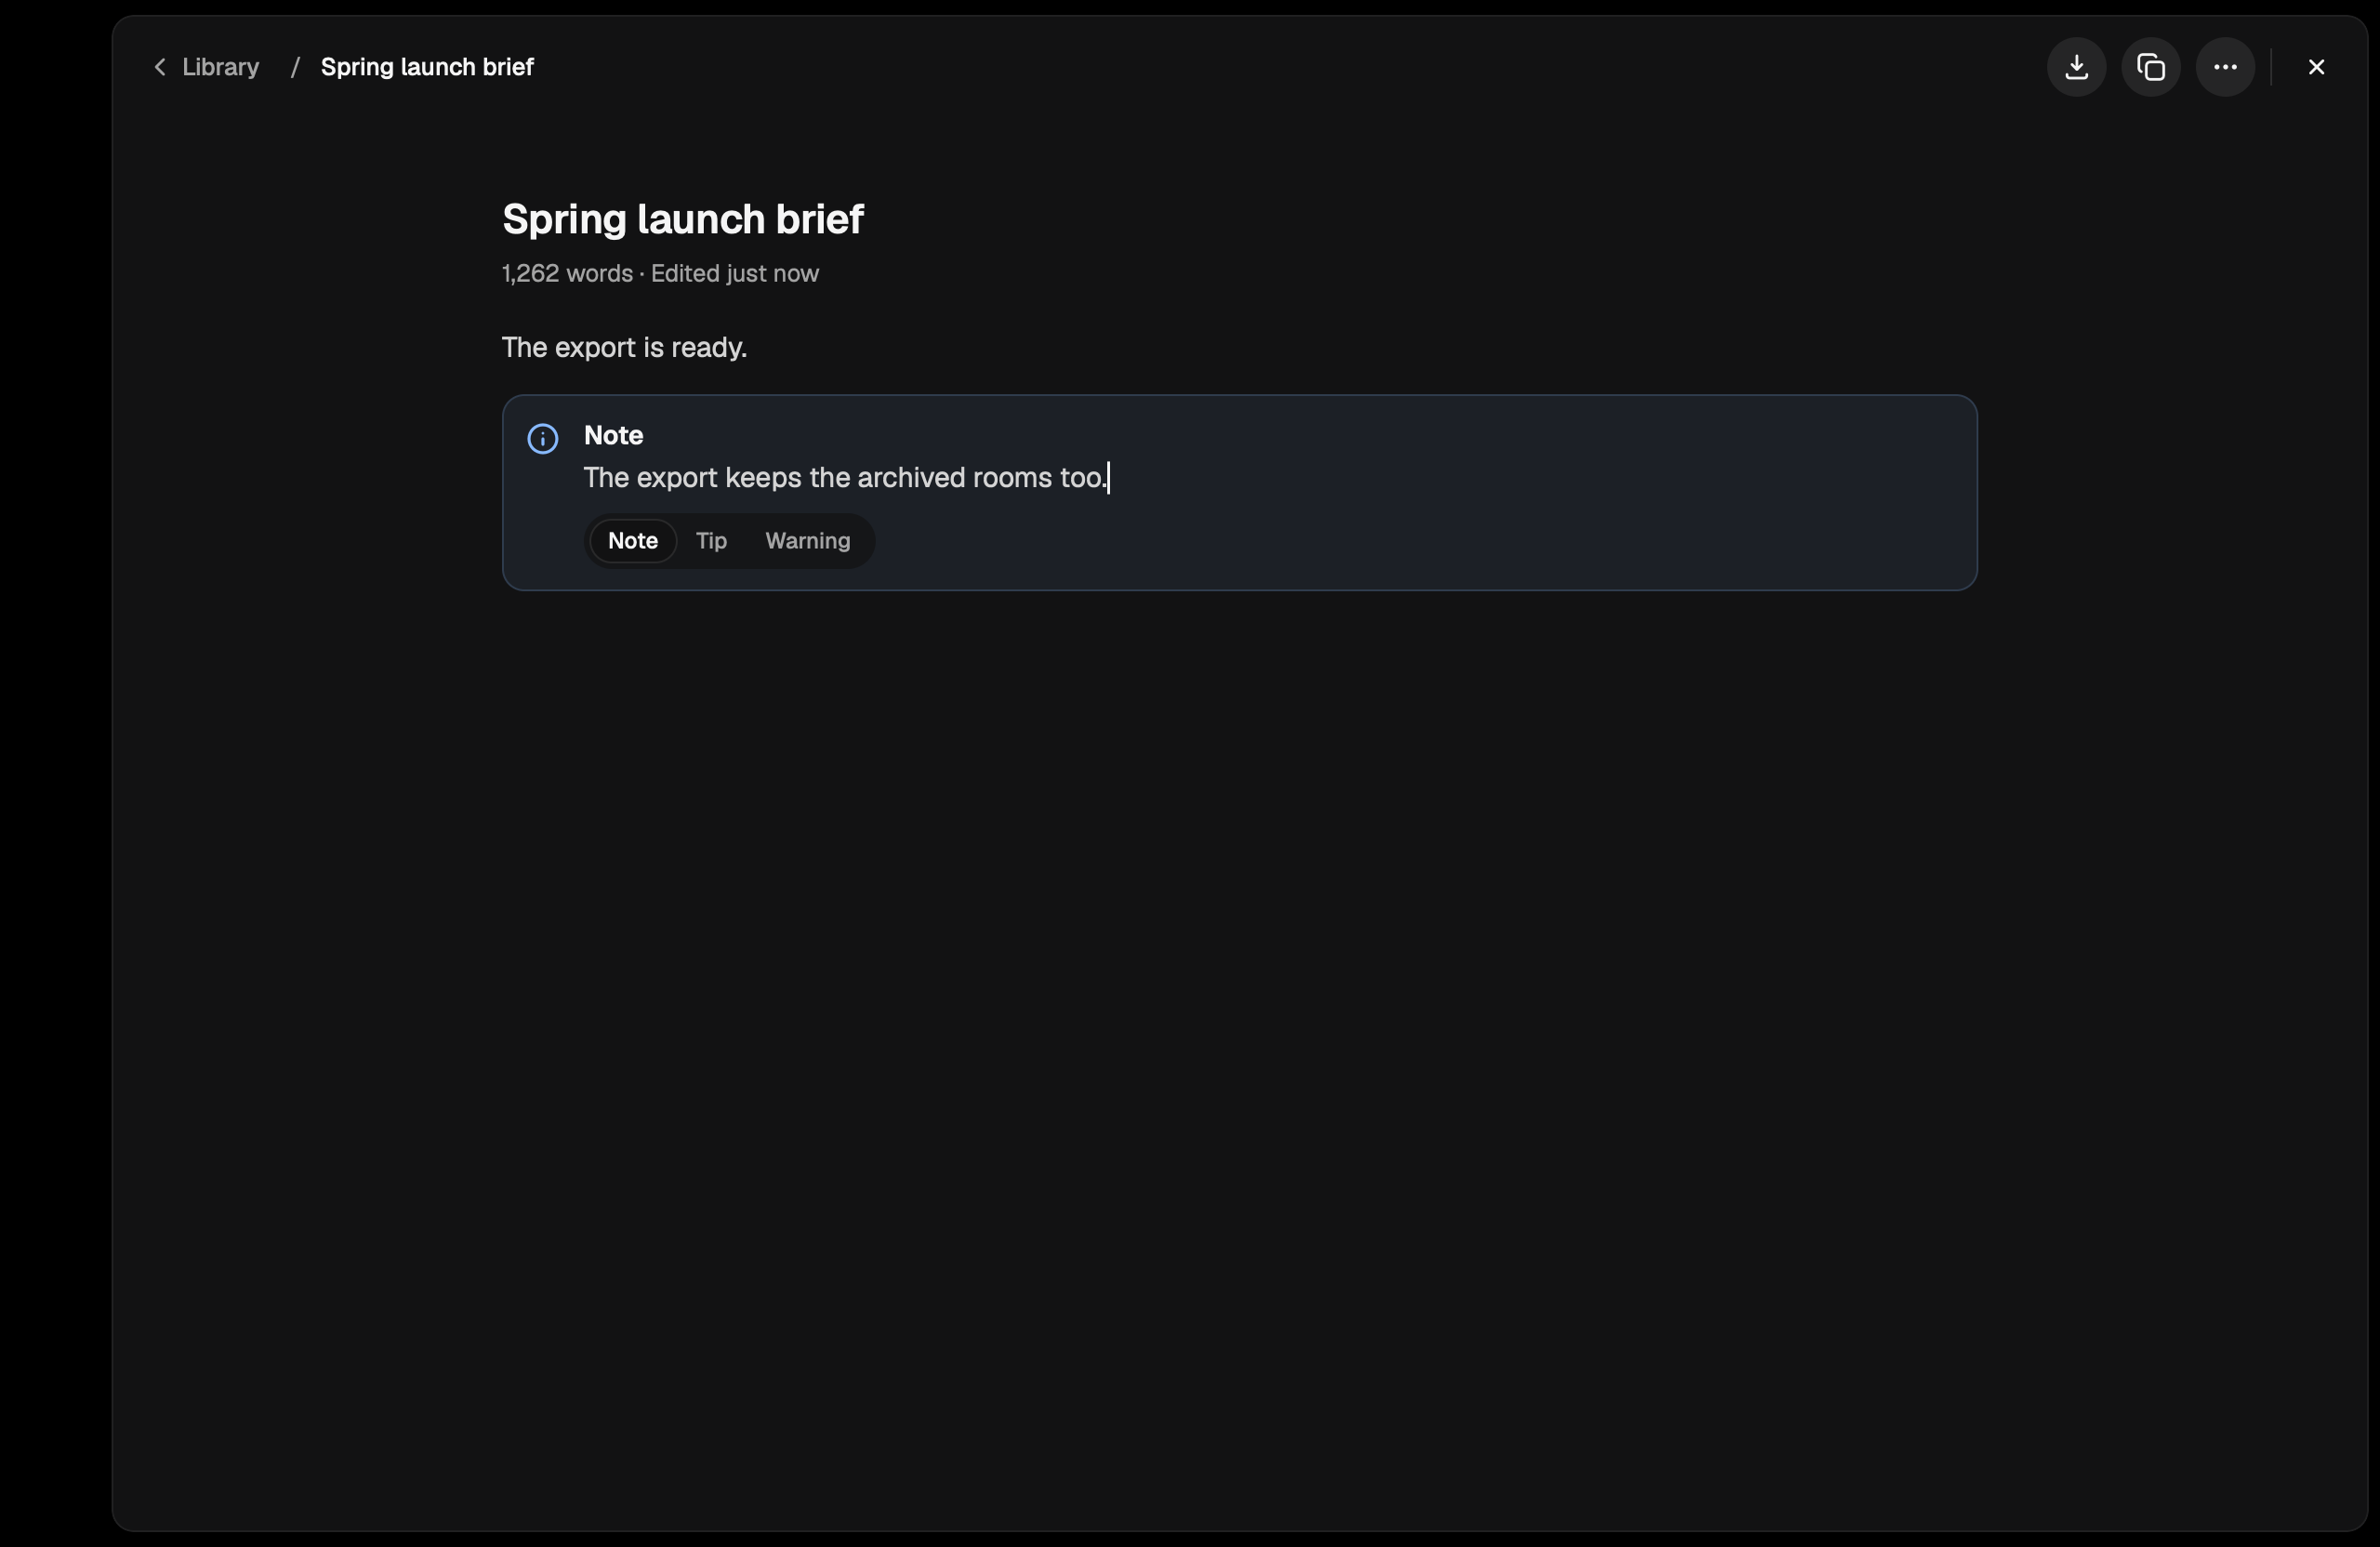 Library / Spring launch brief
Spring launch brief
1,262 words · Edited just now
The export is ready.
Note
The export keeps the archived rooms too.
Note Tip Warning